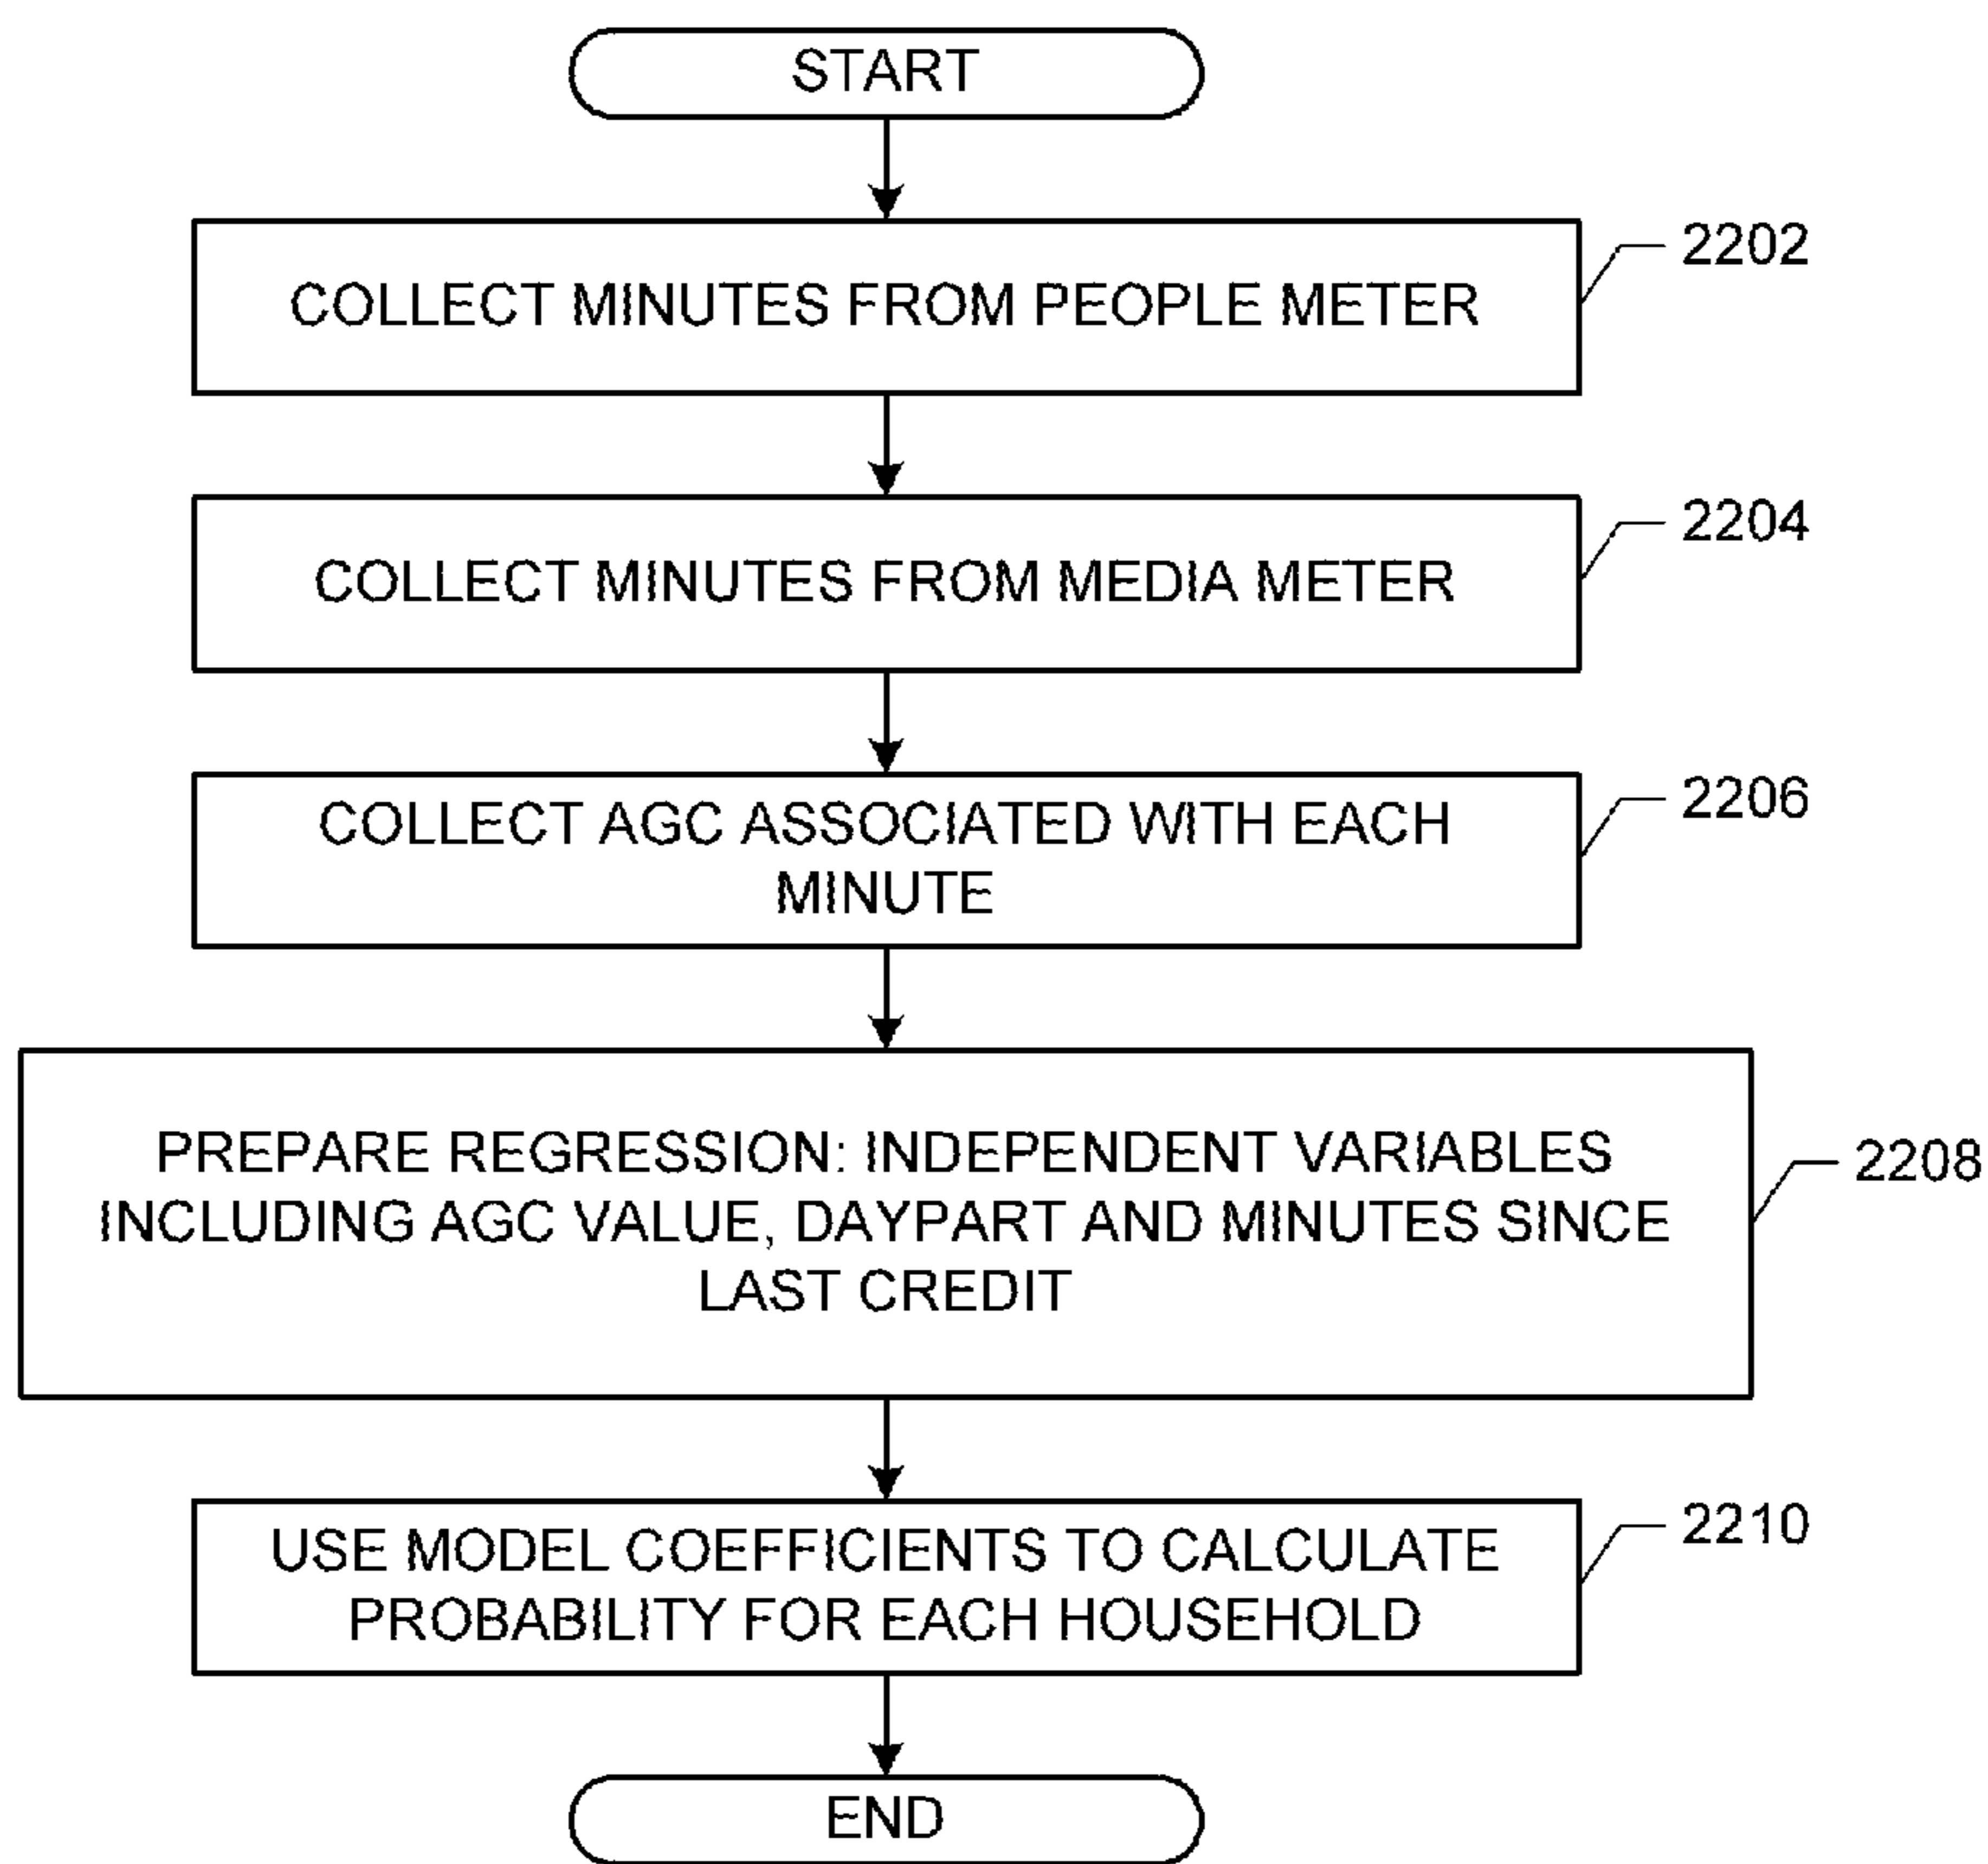 START
COLLECT MINUTES FROM PEOPLE METER
2202
COLLECT MINUTES FROM MEDIA METER
2204
COLLECT AGC ASSOCIATED WITH EACH
MINUTE
2206
PREPARE REGRESSION: INDEPENDENT VARIABLES
INCLUDING AGC VALUE, DAYPART AND MINUTES SINCE
LAST CREDIT
2208
USE MODEL COEFFICIENTS TO CALCULATE
PROBABILITY FOR EACH HOUSEHOLD
2210
END